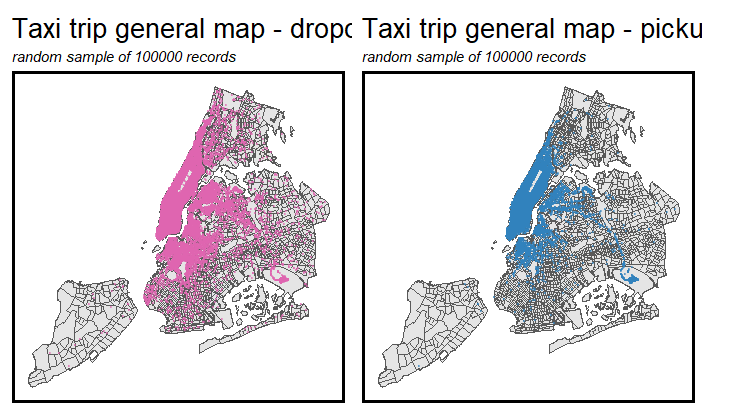 Taxi trip general map - dropo
random sample of 100000 records
Taxi trip general map - picku
random sample of 100000 records